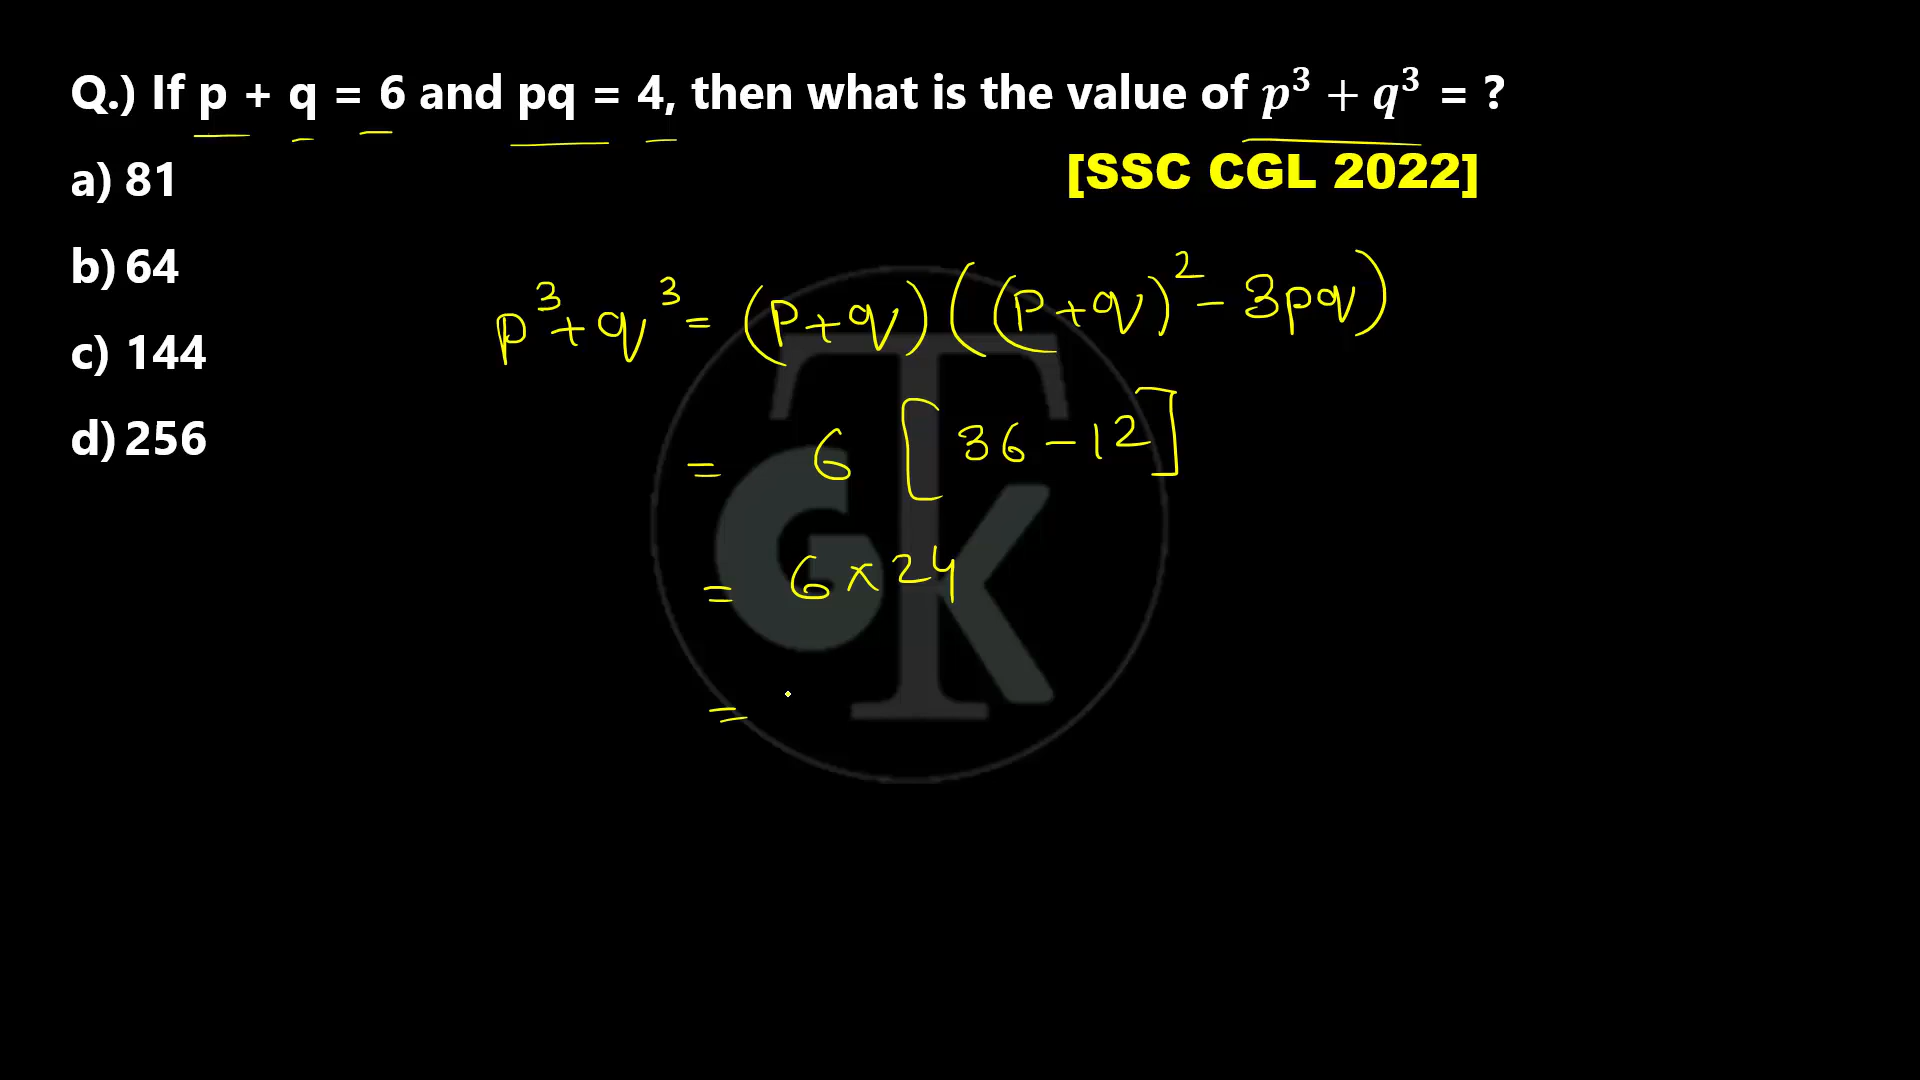 Q.) If p + q = 6 and pq = 4, then what is the value of p³ + q³ = ?
[SSC CGL 2022]
a) 81
b) 64
c) 144
d) 256
p³+q³ = (p+q)((p+q)²-3pq)
= 6 [36-12]
= 6×24
=
GTK